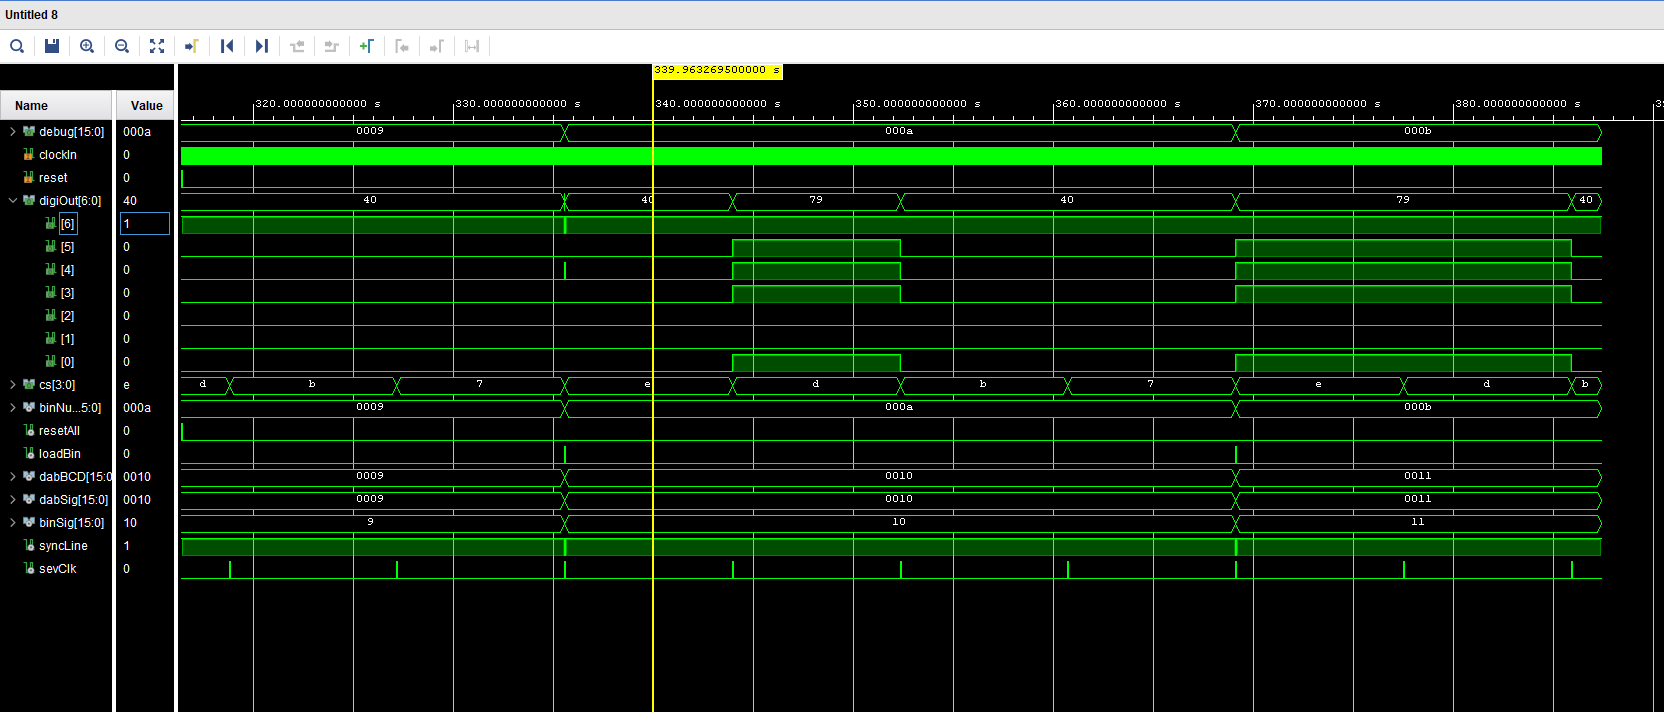 Untitled 8
339.963269500000 s
Name Value
320.000000000000 s 330.000000000000 s 340.000000000000 s 350.000000000000 s 360.000000000000 s 370.000000000000 s 380.000000000000 s
debug[15:0] 000a 0009 000a 000b
clockIn 0
reset 0
digiOut[6:0] 40 40 40 79 40 79 40
[6] 1
[5] 0
[4] 0
[3] 0
[2] 0
[1] 0
[0] 0
cs[3:0] e d b 7 e d b 7 e d b
binNu...5:0] 000a 0009 000a 000b
resetAll 0
loadBin 0
dabBCD[15:0 0010 0009 0010 0011
dabSig[15:0] 0010 0009 0010 0011
binSig[15:0] 10 9 10 11
syncLine 1
sevClk 0